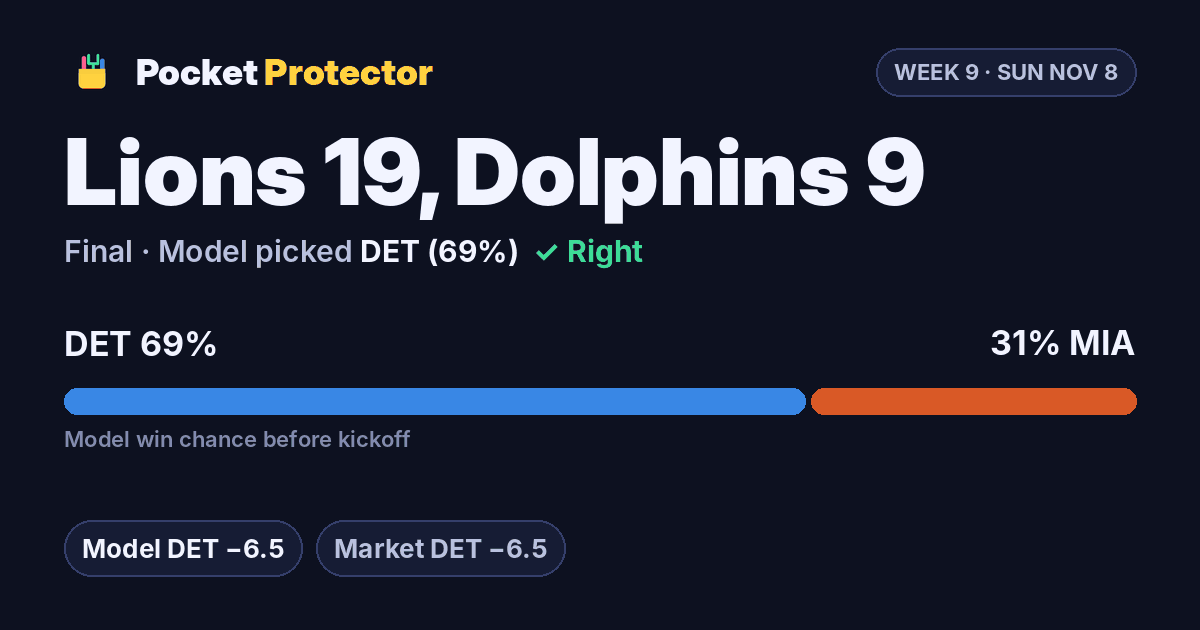 Pocket Protector
WEEK 9 · SUN NOV 8
Lions 19, Dolphins 9
Final · Model picked DET (69%) ✓ Right
DET 69%
31% MIA
Model win chance before kickoff
Model DET −6.5
Market DET −6.5